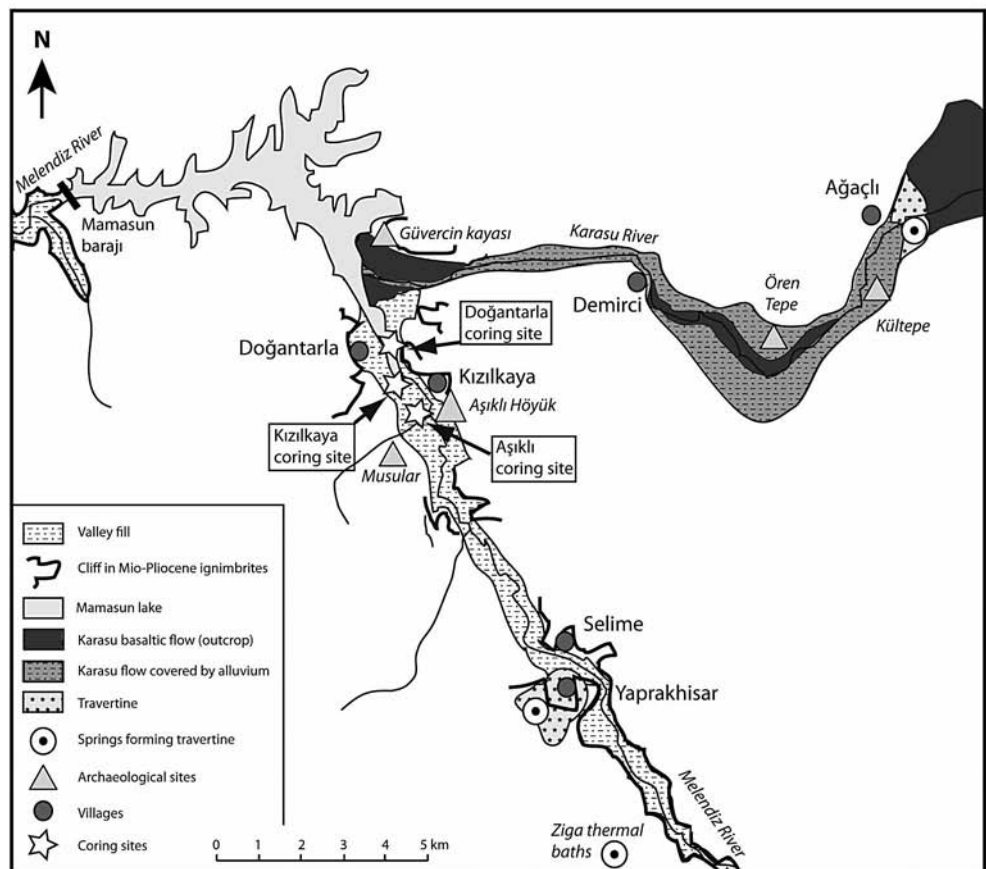 N
Melendiz River
Mamasun
barajı
Güvercin kayası
Karasu River
Ağaçlı
Demirci
Ören
Tepe
Kültepe
Doğantarla
coring site
Doğantarla
Kızılkaya
Aşıklı Höyük
Kızılkaya
coring site
Aşıklı
coring site
Musular
Selime
Yaprakhisar
Melendiz River
Ziga thermal
baths
Valley fill
Cliff in Mio-Pliocene ignimbrites
Mamasun lake
Karasu basaltic flow (outcrop)
Karasu flow covered by alluvium
Travertine
Springs forming travertine
Archaeological sites
Villages
Coring sites
0 1 2 3 4 5 km